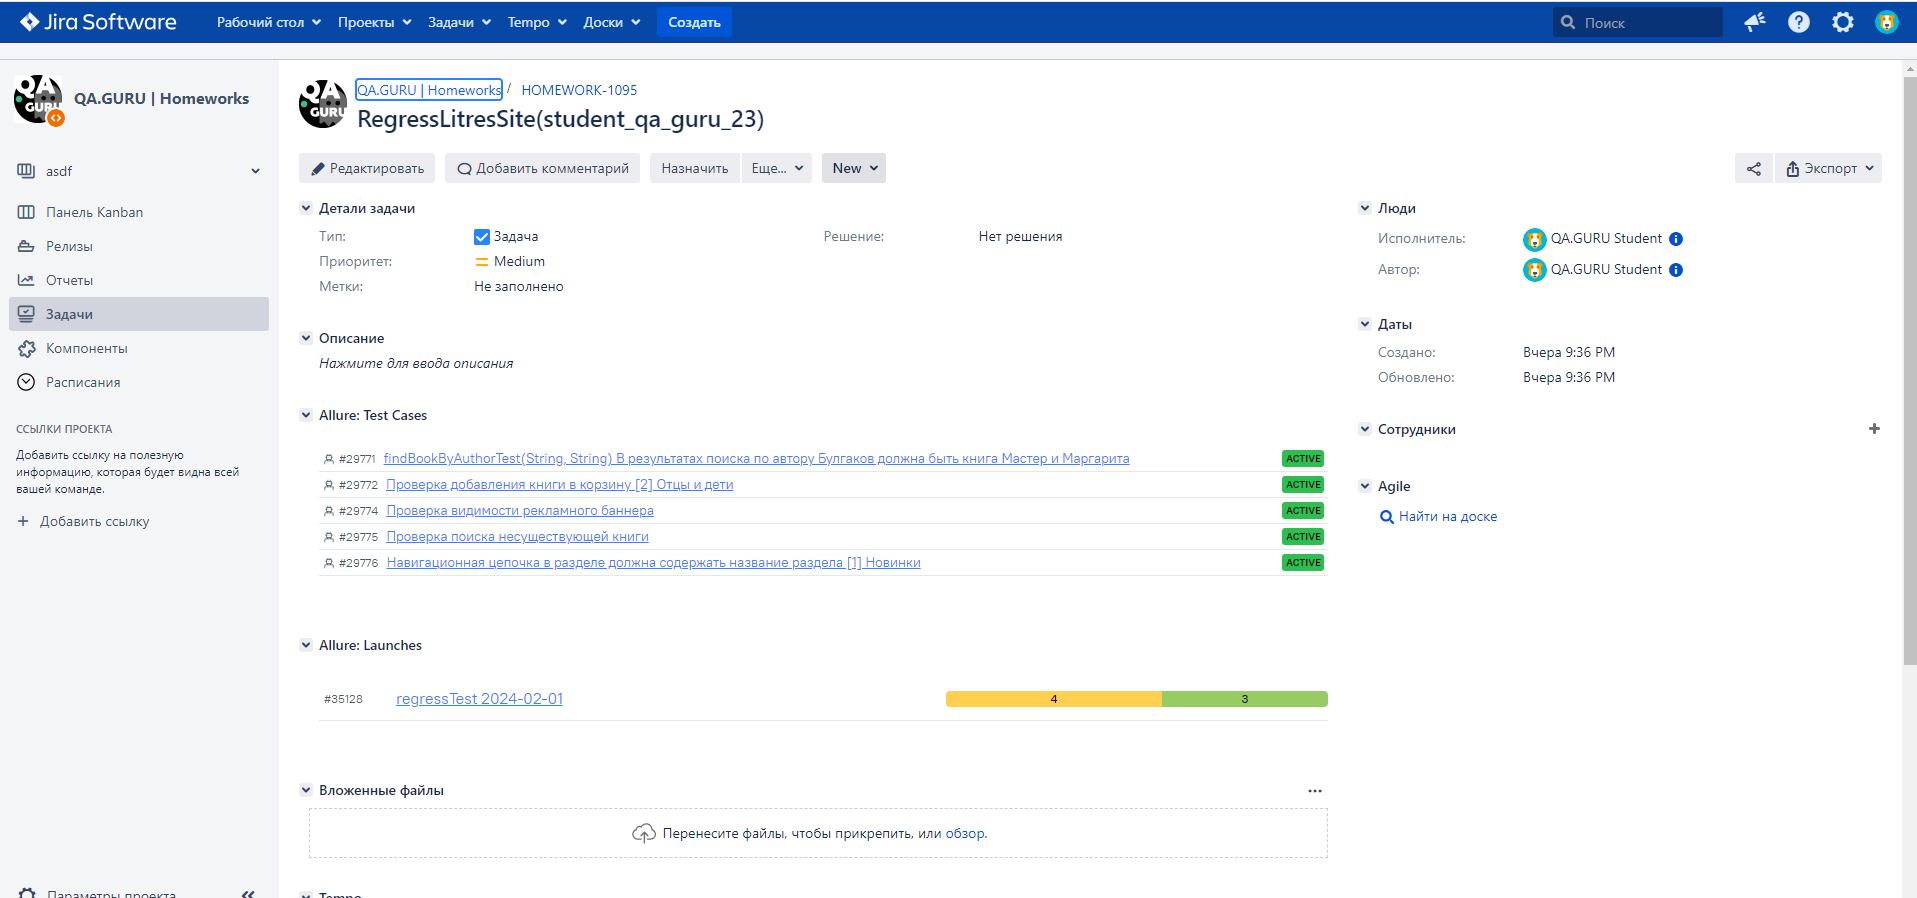 Jira Software Рабочий стол Проекты Задачи Tempo Доски Создать Поиск
QA GURU
QA.GURU | Homeworks
asdf
Панель Kanban
Релизы
Отчеты
Задачи
Компоненты
Расписания
ССЫЛКИ ПРОЕКТА
Добавить ссылку на полезную
информацию, которая будет видна всей
вашей команде.
+ Добавить ссылку
Параметры проекта
QA GURU
QA.GURU | Homeworks / HOMEWORK-1095
RegressLitresSite(student_qa_guru_23)
Редактировать Добавить комментарий Назначить Еще... New Экспорт
Детали задачи
Тип: Задача Решение: Нет решения
Приоритет: Medium
Метки: Не заполнено
Описание
Нажмите для ввода описания
Allure: Test Cases
#29771 findBookByAuthorTest(String, String) В результатах поиска по автору Булгаков должна быть книга Мастер и Маргарита ACTIVE
#29772 Проверка добавления книги в корзину [2] Отцы и дети ACTIVE
#29774 Проверка видимости рекламного баннера ACTIVE
#29775 Проверка поиска несуществующей книги ACTIVE
#29776 Навигационная цепочка в разделе должна содержать название раздела [1] Новинки ACTIVE
Allure: Launches
#35128 regressTest 2024-02-01 4 3
Вложенные файлы
Перенесите файлы, чтобы прикрепить, или обзор.
Tempo
Люди
Исполнитель: QA.GURU Student
Автор: QA.GURU Student
Даты
Создано: Вчера 9:36 PM
Обновлено: Вчера 9:36 PM
Сотрудники
Agile
Найти на доске